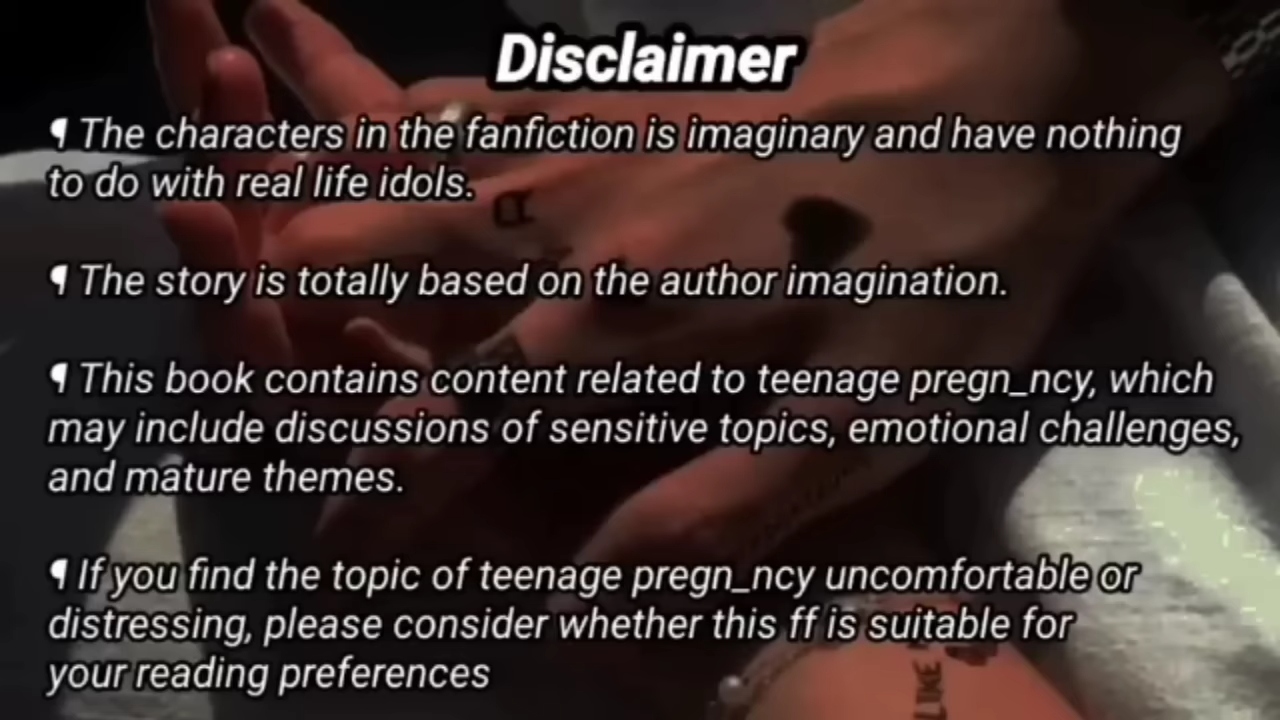 Disclaimer
¶ The characters in the fanfiction is imaginary and have nothing
to do with real life idols.
¶ The story is totally based on the author imagination.
¶ This book contains content related to teenage pregn_ncy, which
may include discussions of sensitive topics, emotional challenges,
and mature themes.
¶ If you find the topic of teenage pregn_ncy uncomfortable or
distressing, please consider whether this ff is suitable for
your reading preferences
LIKE